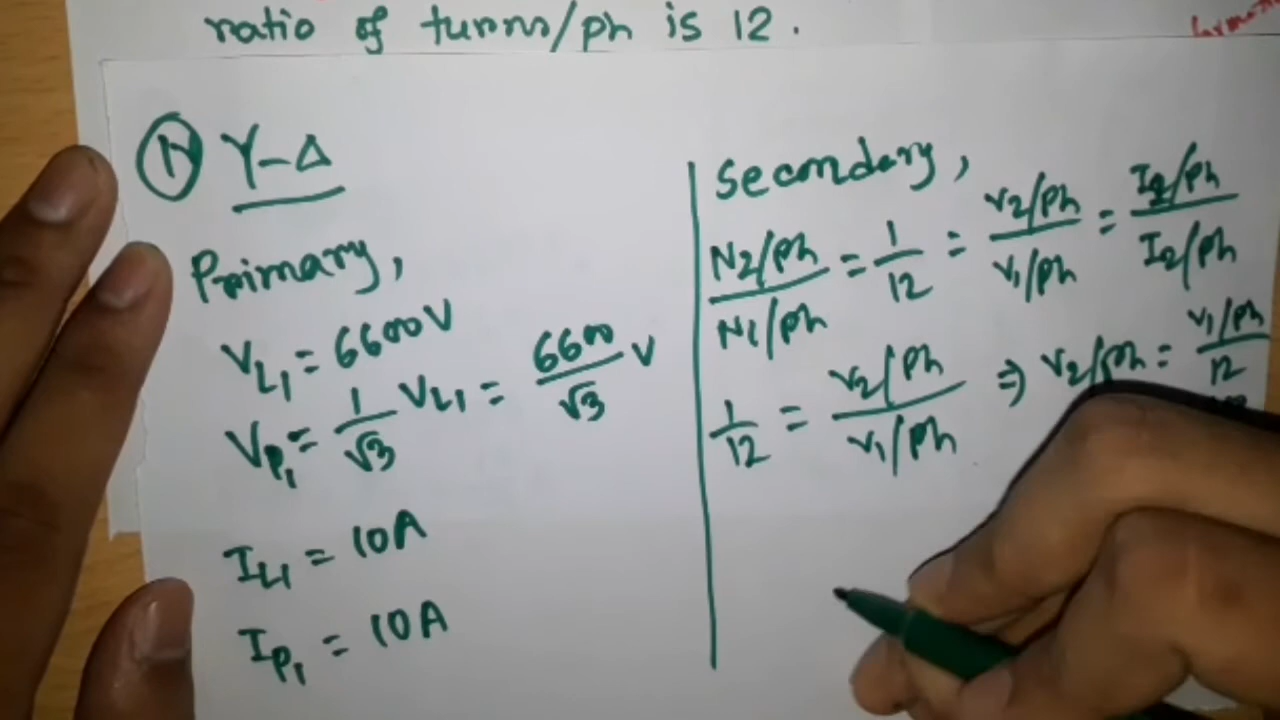 ratio of turns/ph is 12.
IV Y-Δ
Primary,
VL1 = 6600V
VP1 = 1/√3 VL1 = 6600/√3 V
IL1 = 10A
IP1 = 10A
Secondary,
N2/ph / N1/ph = 1/12 = V2/ph / V1/ph = I2/ph / I2/ph
1/12 = V2/ph / V1/ph ⇒ V2/ph = V1/ph / 12